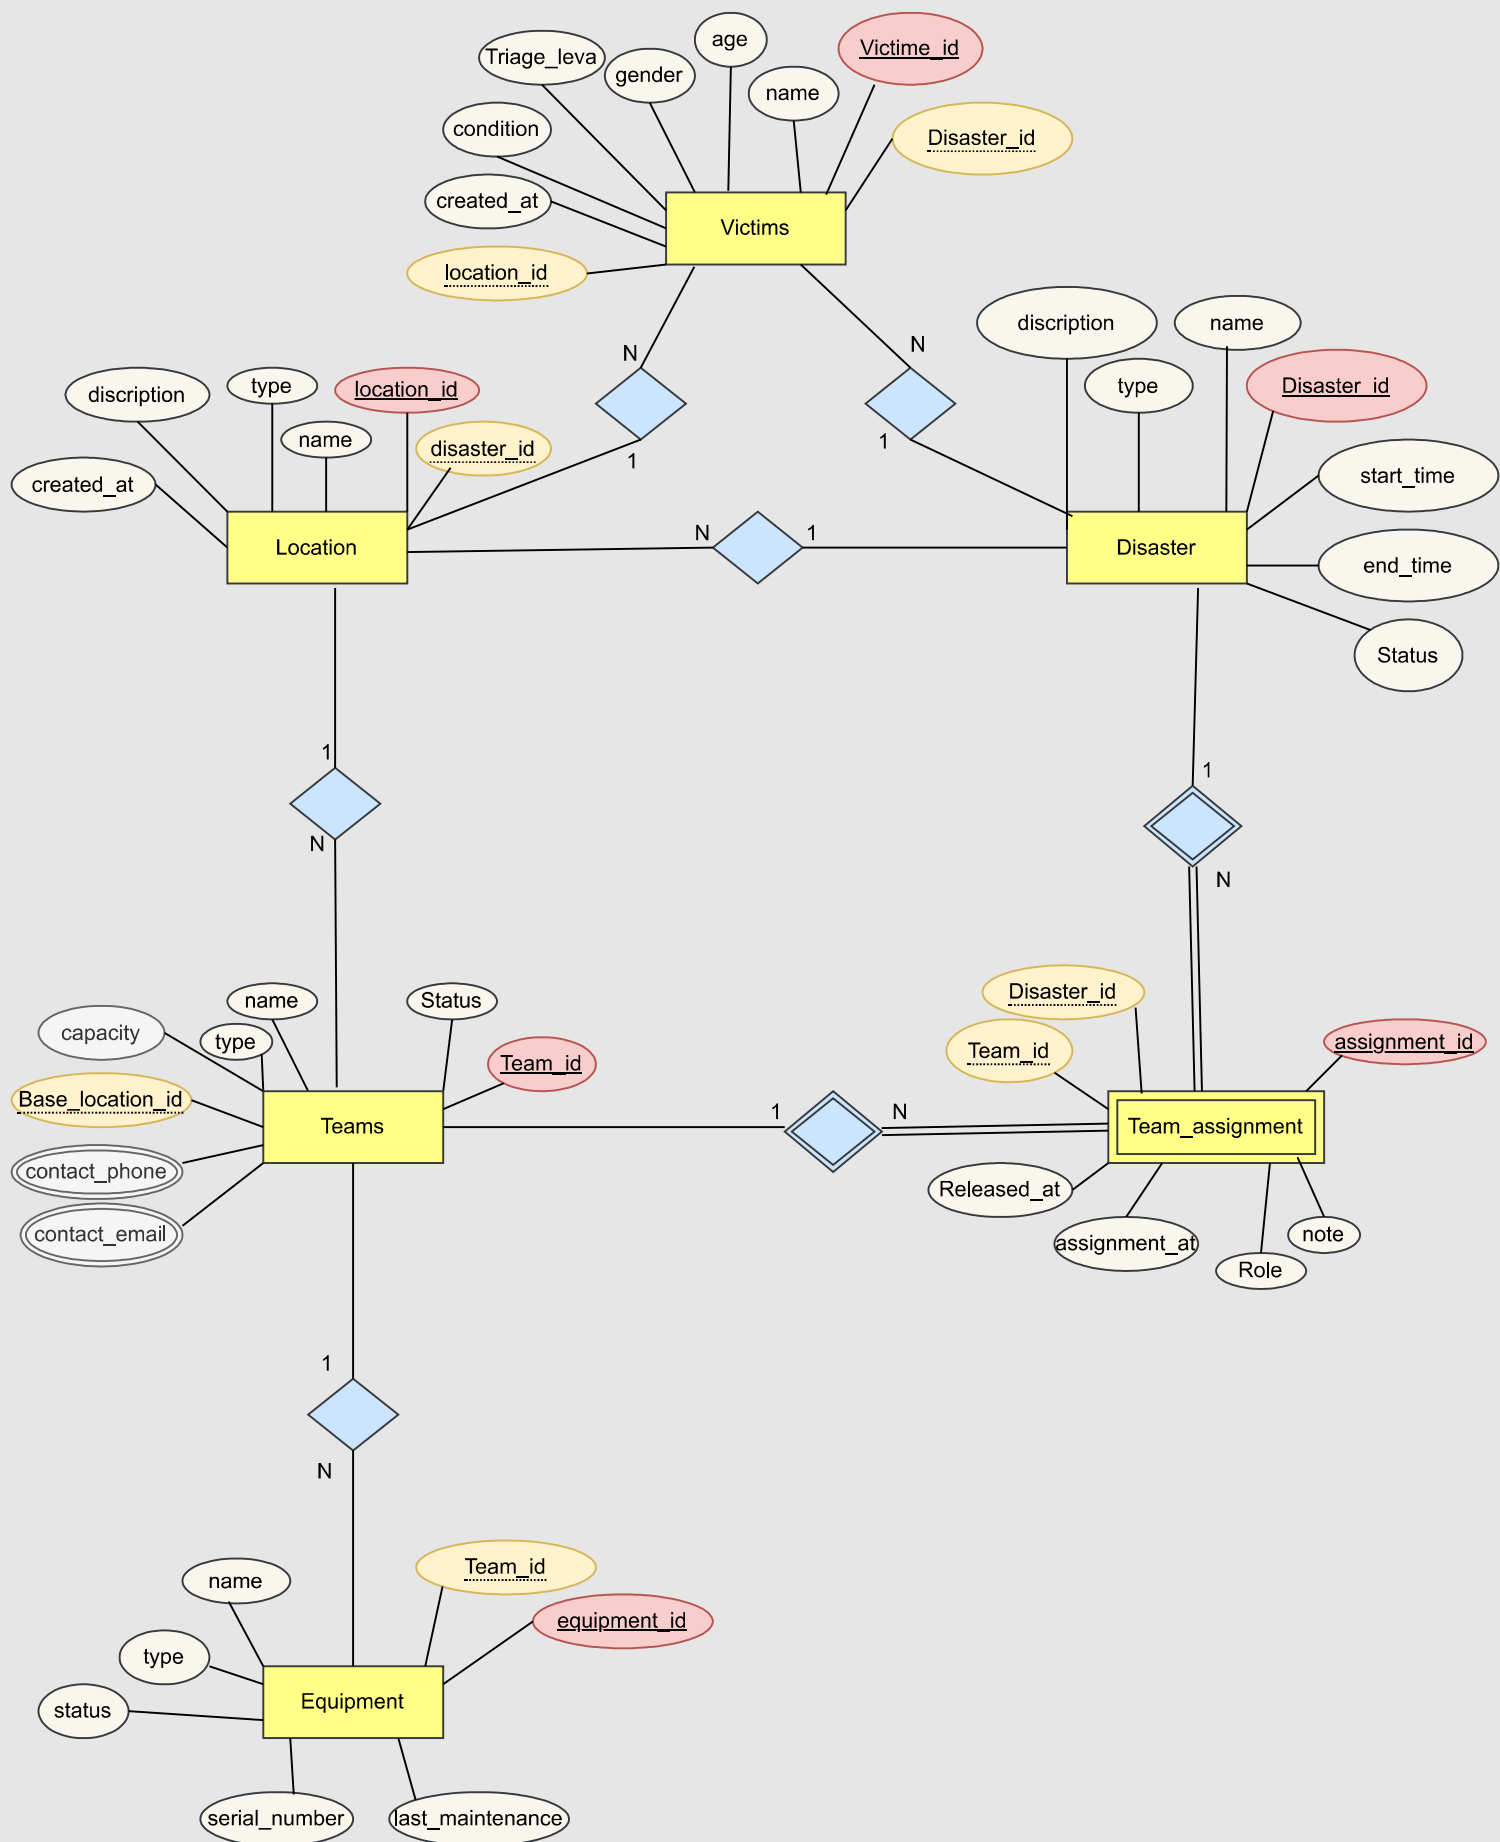 age
Victime_id
Triage_leva
gender
name
condition
Disaster_id
created_at
Victims
location_id
discription
name
N
N
type
location_id
discription
type
Disaster_id
name
disaster_id
1
1
created_at
start_time
N
1
Location
Disaster
end_time
Status
1
1
N
N
name
Status
Disaster_id
capacity
type
Team_id
Team_id
assignment_id
Base_location_id
1
N
Teams
Team_assignment
contact_phone
Released_at
contact_email
note
assignment_at
Role
1
N
Team_id
name
equipment_id
type
Equipment
status
serial_number
last_maintenance